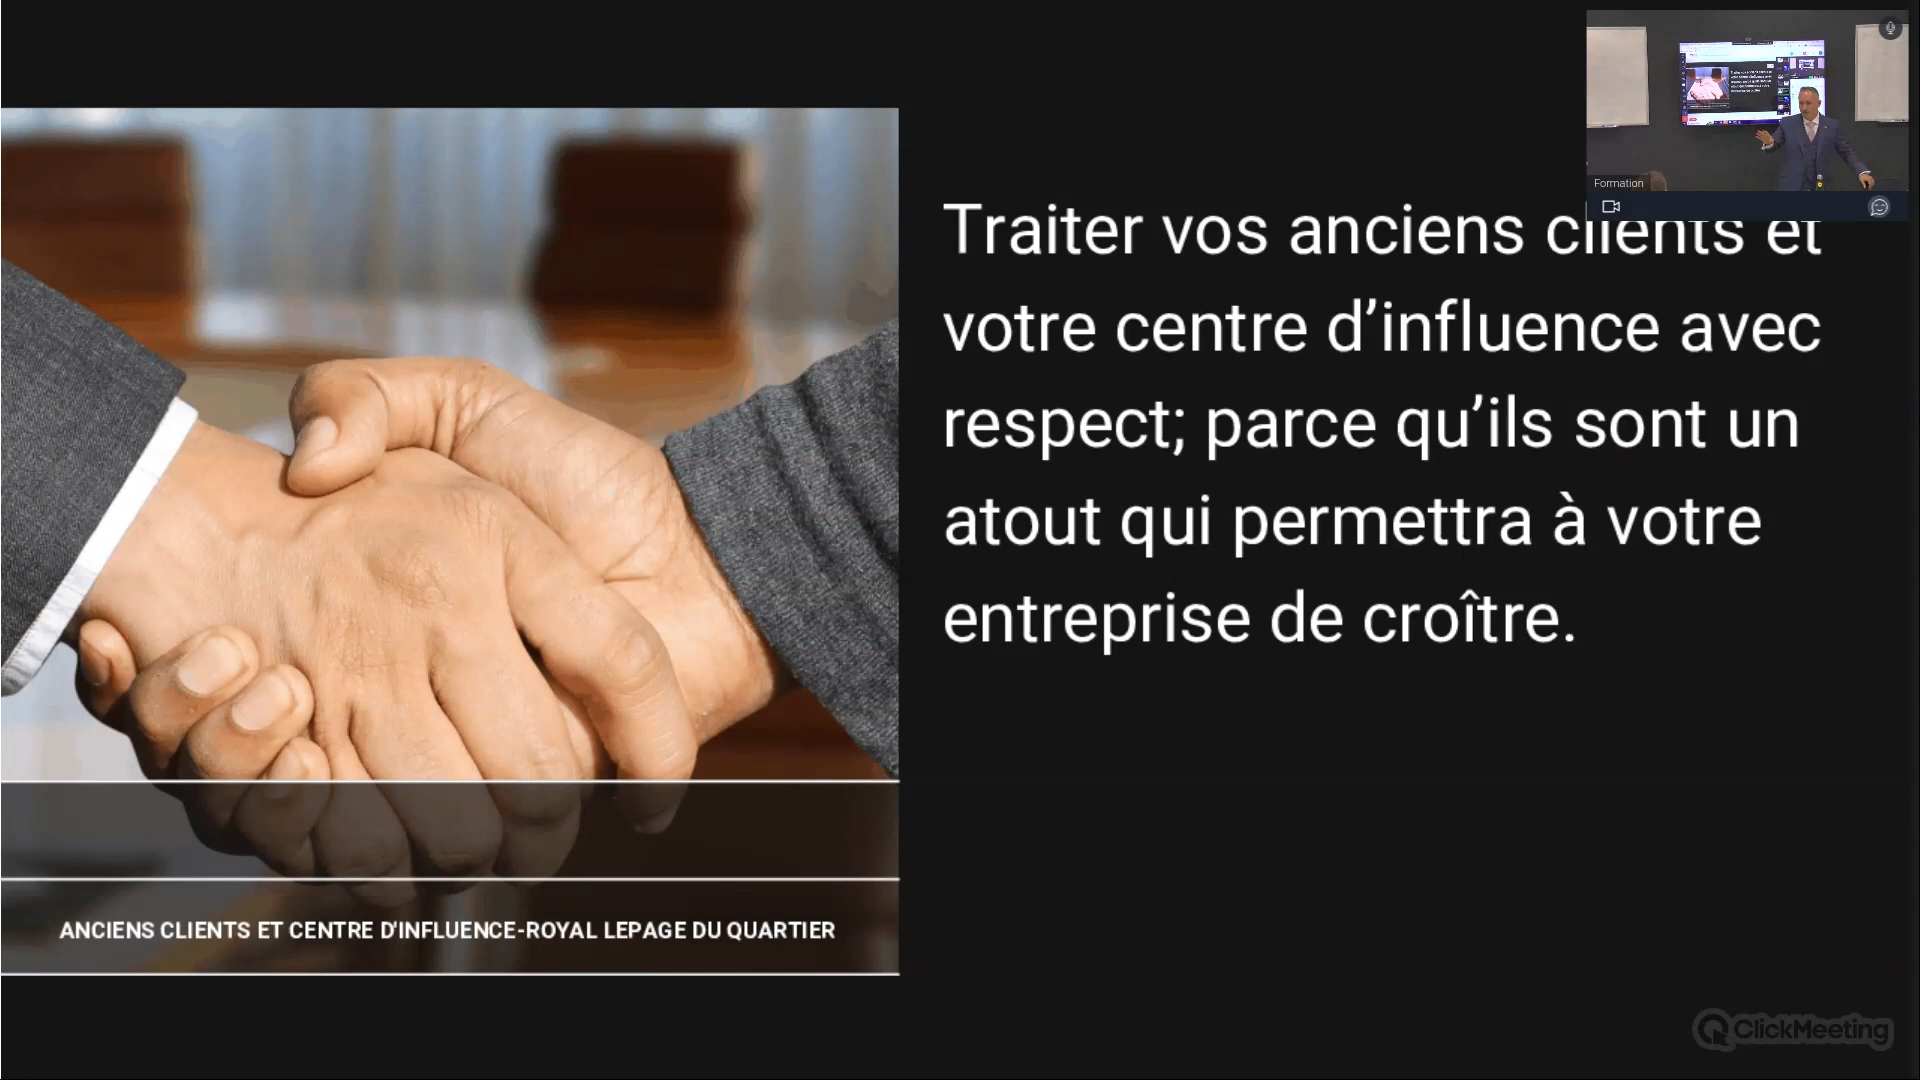 Formation
Traiter vos anciens clients et
votre centre d’influence avec
respect; parce qu’ils sont un
atout qui permettra à votre
entreprise de croître.
ANCIENS CLIENTS ET CENTRE D'INFLUENCE-ROYAL LEPAGE DU QUARTIER
ClickMeeting